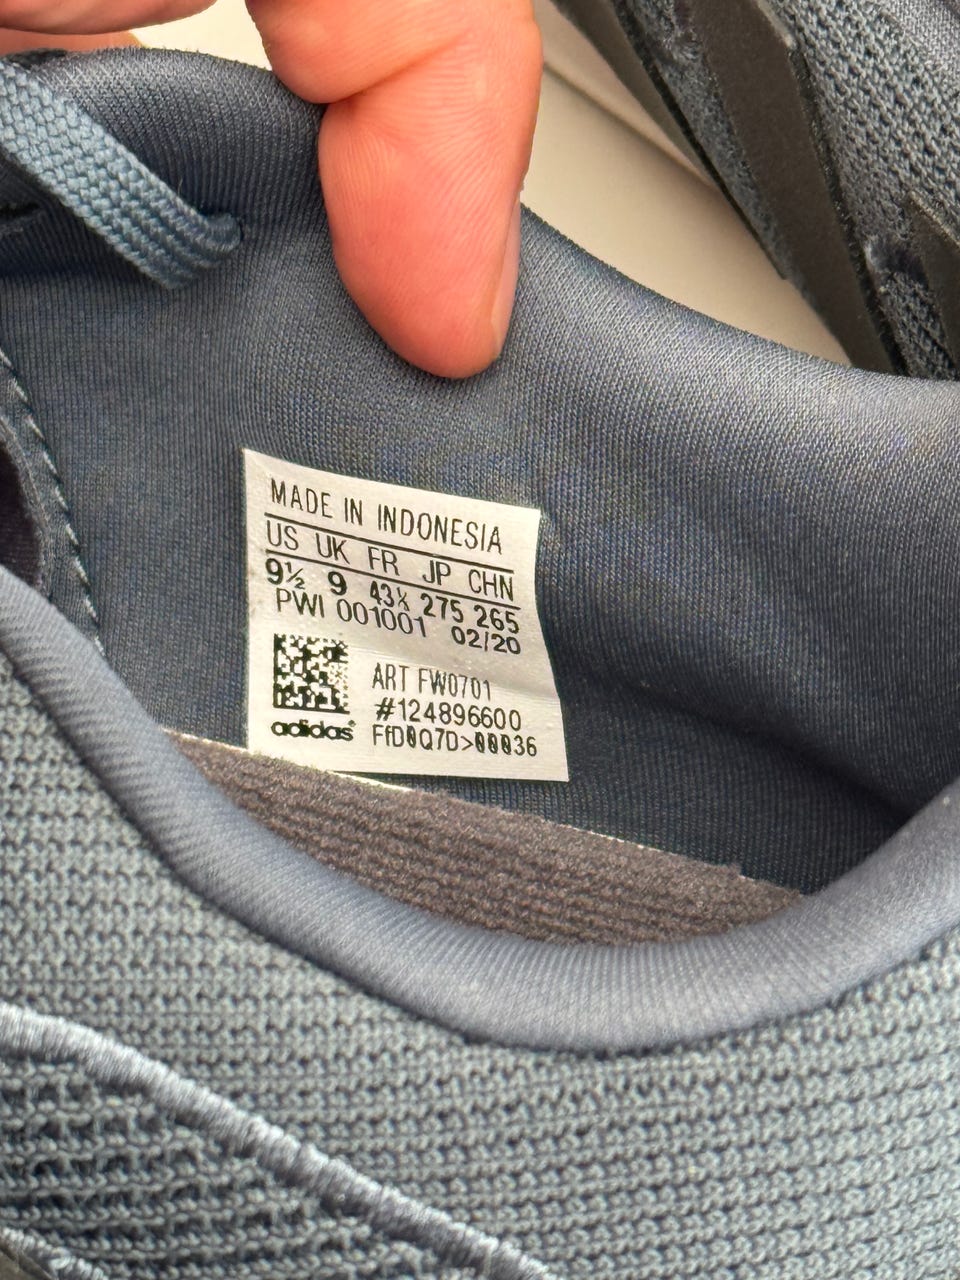 MADE IN INDONESIA
US UK FR JP CHN
9½ 9 43⅓ 275 265
PWI 001001 02/20
ART FW0701
#124896600
adidas® FfD0Q7D>00036